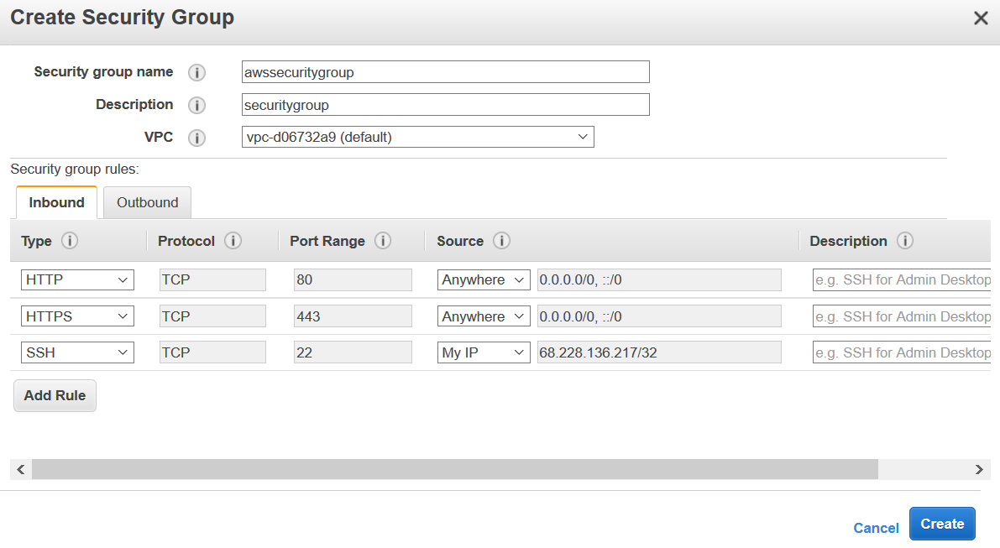 Create Security Group
Security group name i awssecuritygroup
Description i securitygroup
VPC i vpc-d06732a9 (default)
Security group rules:
Inbound Outbound
Type i Protocol i Port Range i Source i Description i
HTTP TCP 80 Anywhere 0.0.0.0/0, ::/0 e.g. SSH for Admin Desktop
HTTPS TCP 443 Anywhere 0.0.0.0/0, ::/0 e.g. SSH for Admin Desktop
SSH TCP 22 My IP 68.228.136.217/32 e.g. SSH for Admin Desktop
Add Rule
Cancel Create